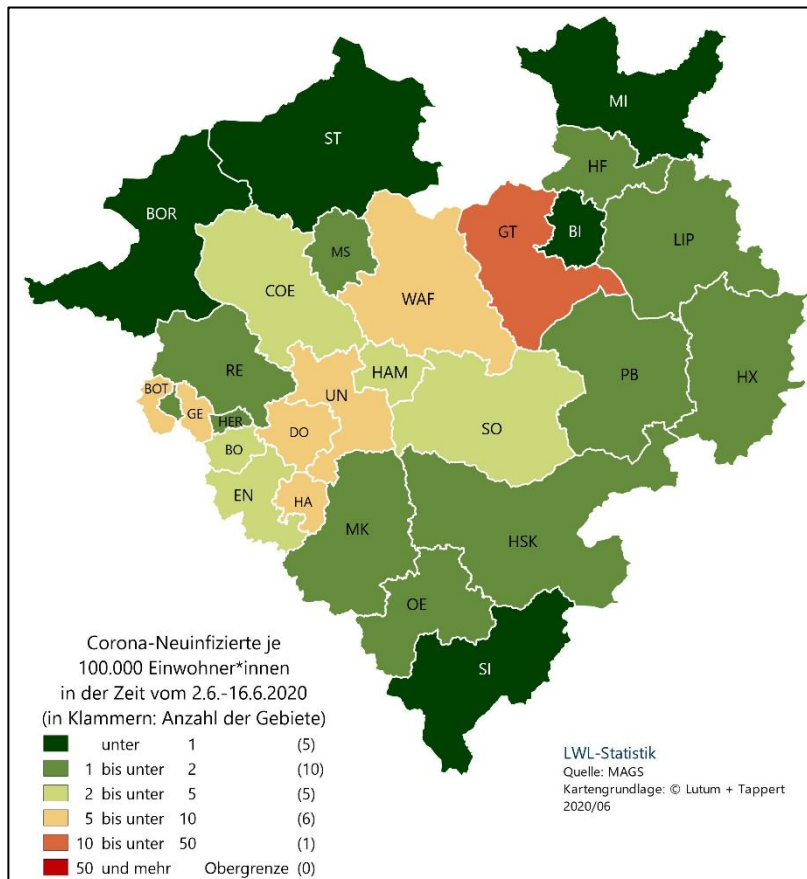 MI
ST
HF
BOR
GT
BI
LIP
MS
WAF
COE
RE
HAM
PB
HX
BOT
UN
GE
HER
DO
SO
BO
EN
HA
MK
HSK
OE
SI
Corona-Neuinfizierte je
100.000 Einwohner*innen
in der Zeit vom 2.6.-16.6.2020
(in Klammern: Anzahl der Gebiete)
unter 1 (5)
1 bis unter 2 (10)
2 bis unter 5 (5)
5 bis unter 10 (6)
10 bis unter 50 (1)
50 und mehr Obergrenze (0)
LWL-Statistik
Quelle: MAGS
Kartengrundlage: © Lutum + Tappert
2020/06